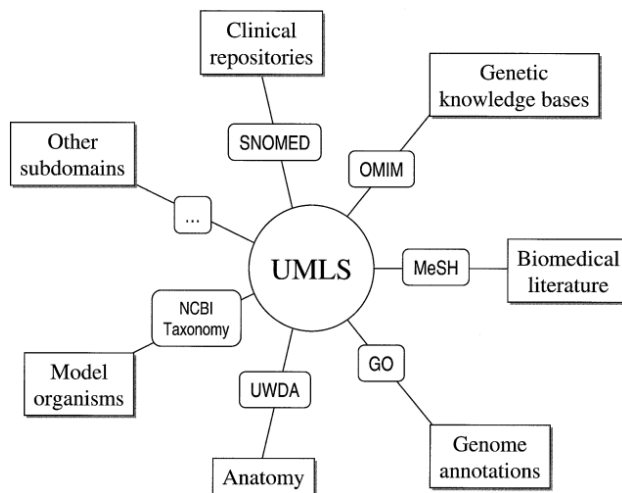 Clinical
repositories
Genetic
knowledge bases
Other
subdomains
SNOMED
OMIM
...
UMLS
MeSH
Biomedical
literature
NCBI
Taxonomy
Model
organisms
UWDA
GO
Anatomy
Genome
annotations